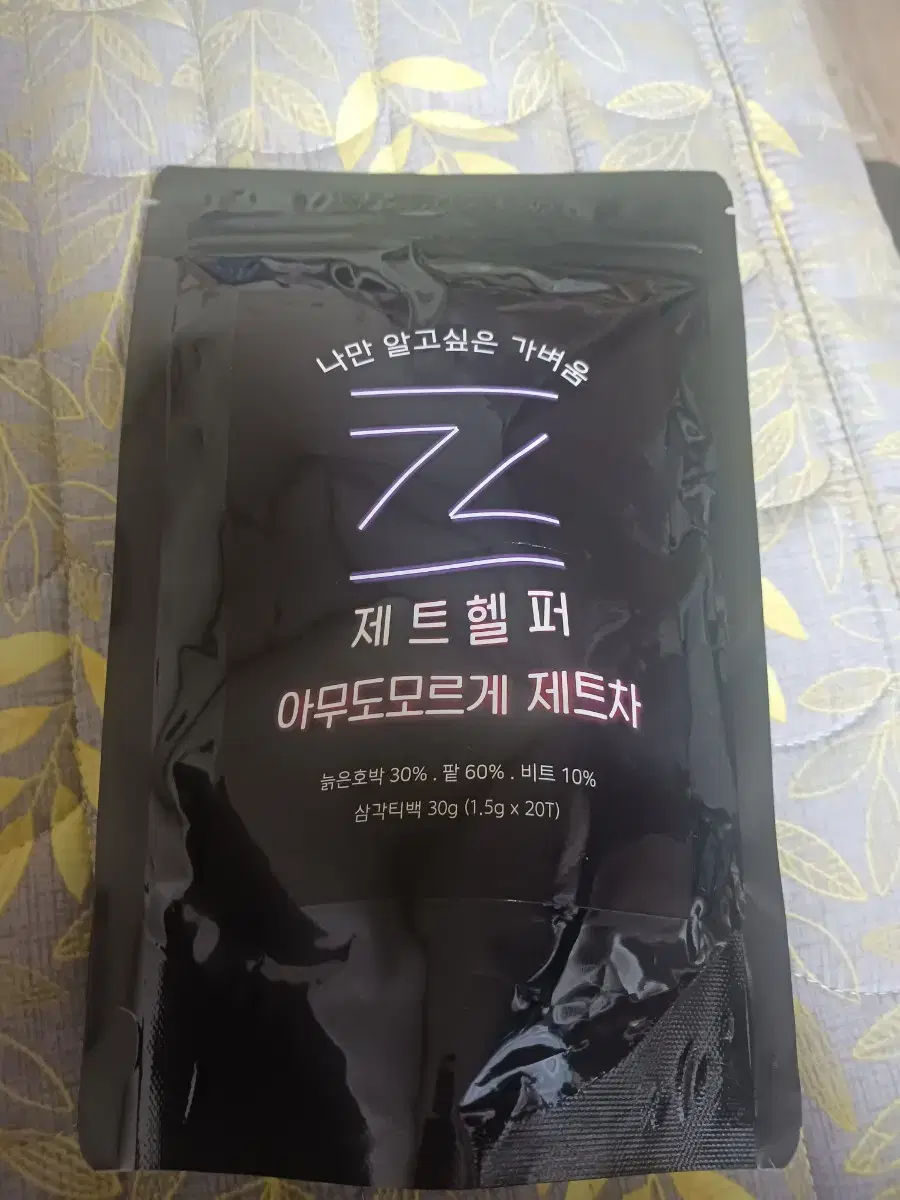 나만 알고싶은 가벼움
제트헬퍼
아무도모르게 제트차
늙은호박 30% . 팥 60% . 비트 10%
삼각티백 30g (1.5g x 20T)